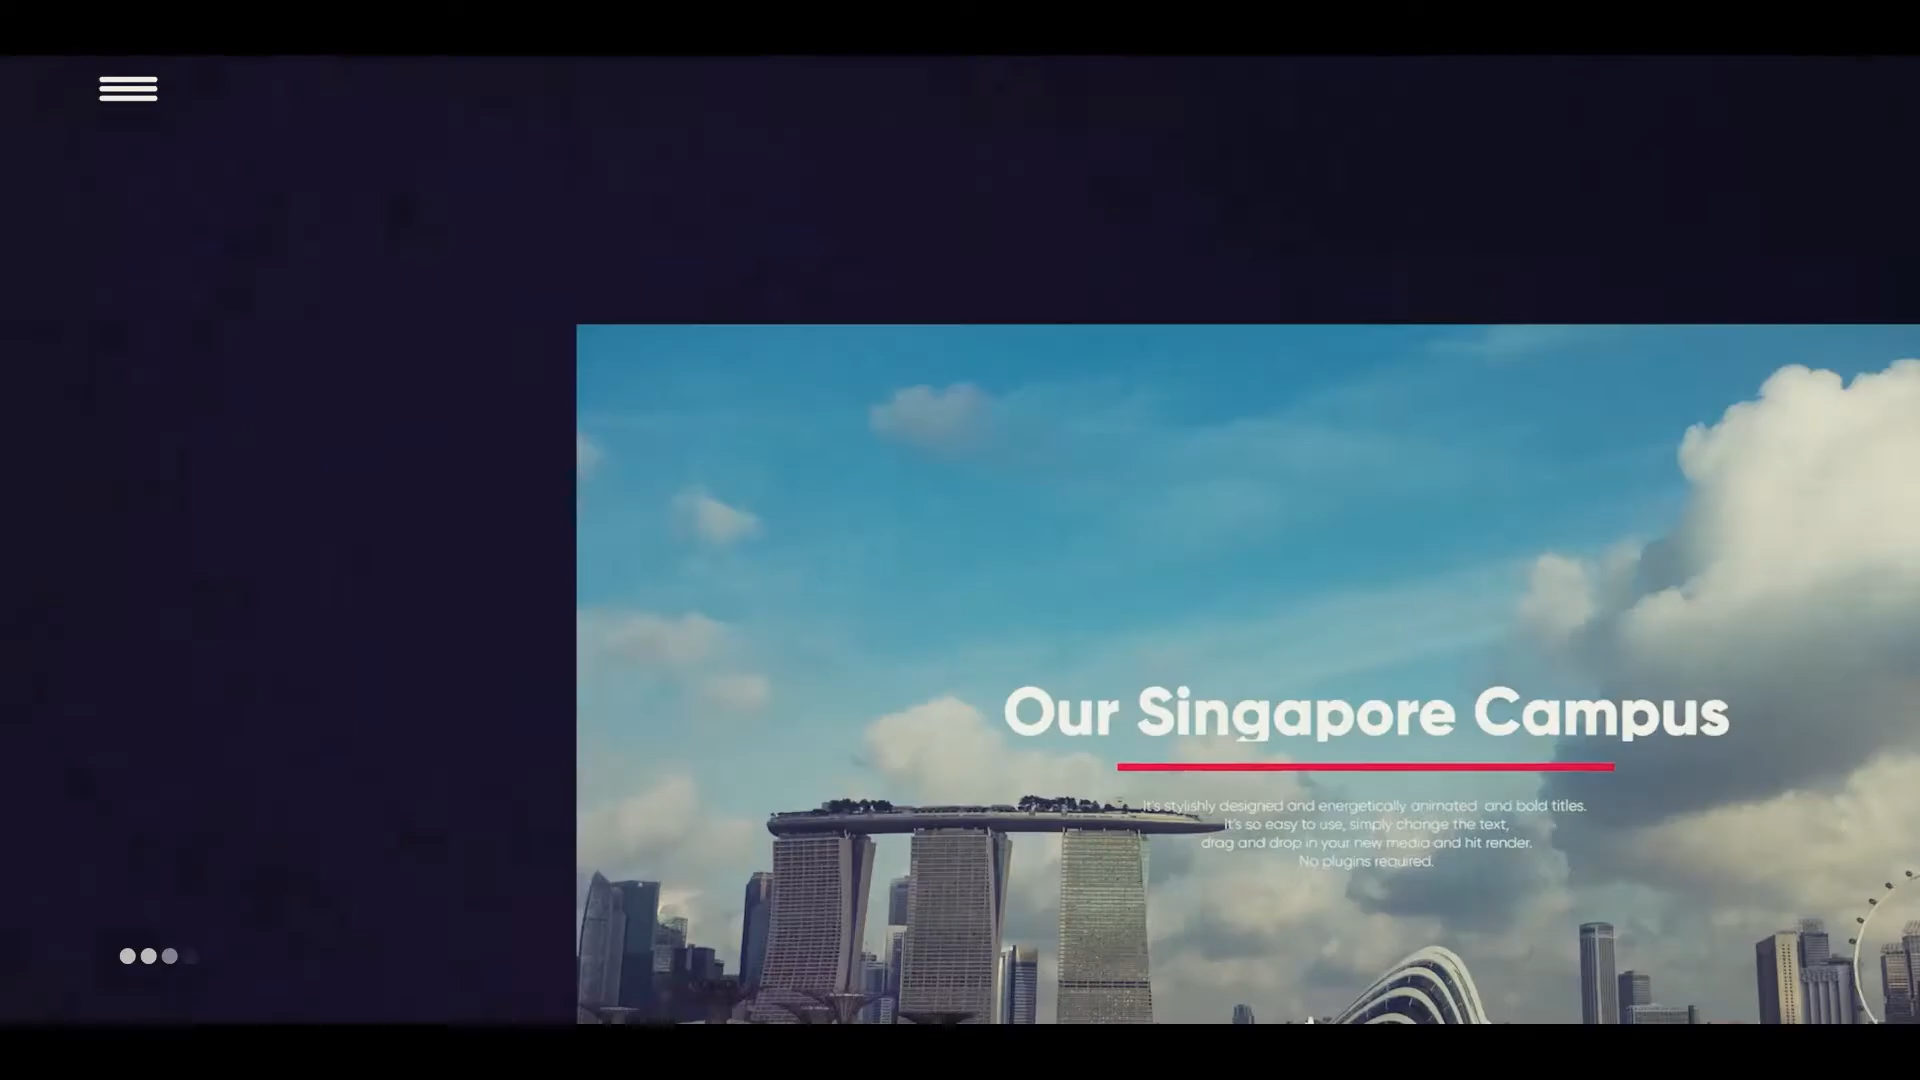 Our Singapore Campus
It's stylishly designed and energetically animated and bold titles.
It's so easy to use, simply change the text,
drag and drop in your new media and hit render.
No plugins required.